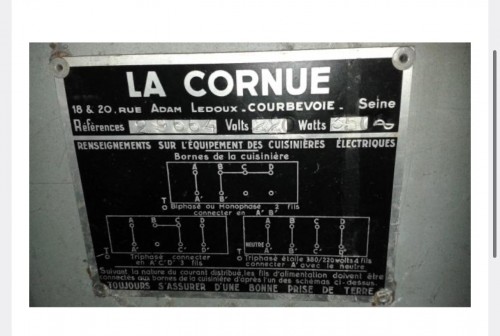 LA CORNUE
18 & 20, RUE ADAM LEDOUX - COURBEVOIE - Seine
Références Volts Watts
RENSEIGNEMENTS SUR L'ÉQUIPEMENT DES CUISINIÈRES ÉLECTRIQUES
Bornes de la cuisinière
A B C D
T A' B'
Biphasé ou Monophasé 2 fils
connecter en A' B'
A B C D
A B C D
NEUTRE
T A' C' D'
T A' B' C' D'
Triphasé connecter
en A' C' D' 3 fils
Triphasé étoile 380/220 volts 4 fils
connecter A' avec le neutre
Suivant la nature du courant distribué, les fils d'alimentation doivent être
connectés aux bornes de la cuisinière d'après l'un des schémas ci-dessus.
TOUJOURS S'ASSURER D'UNE BONNE PRISE DE TERRE